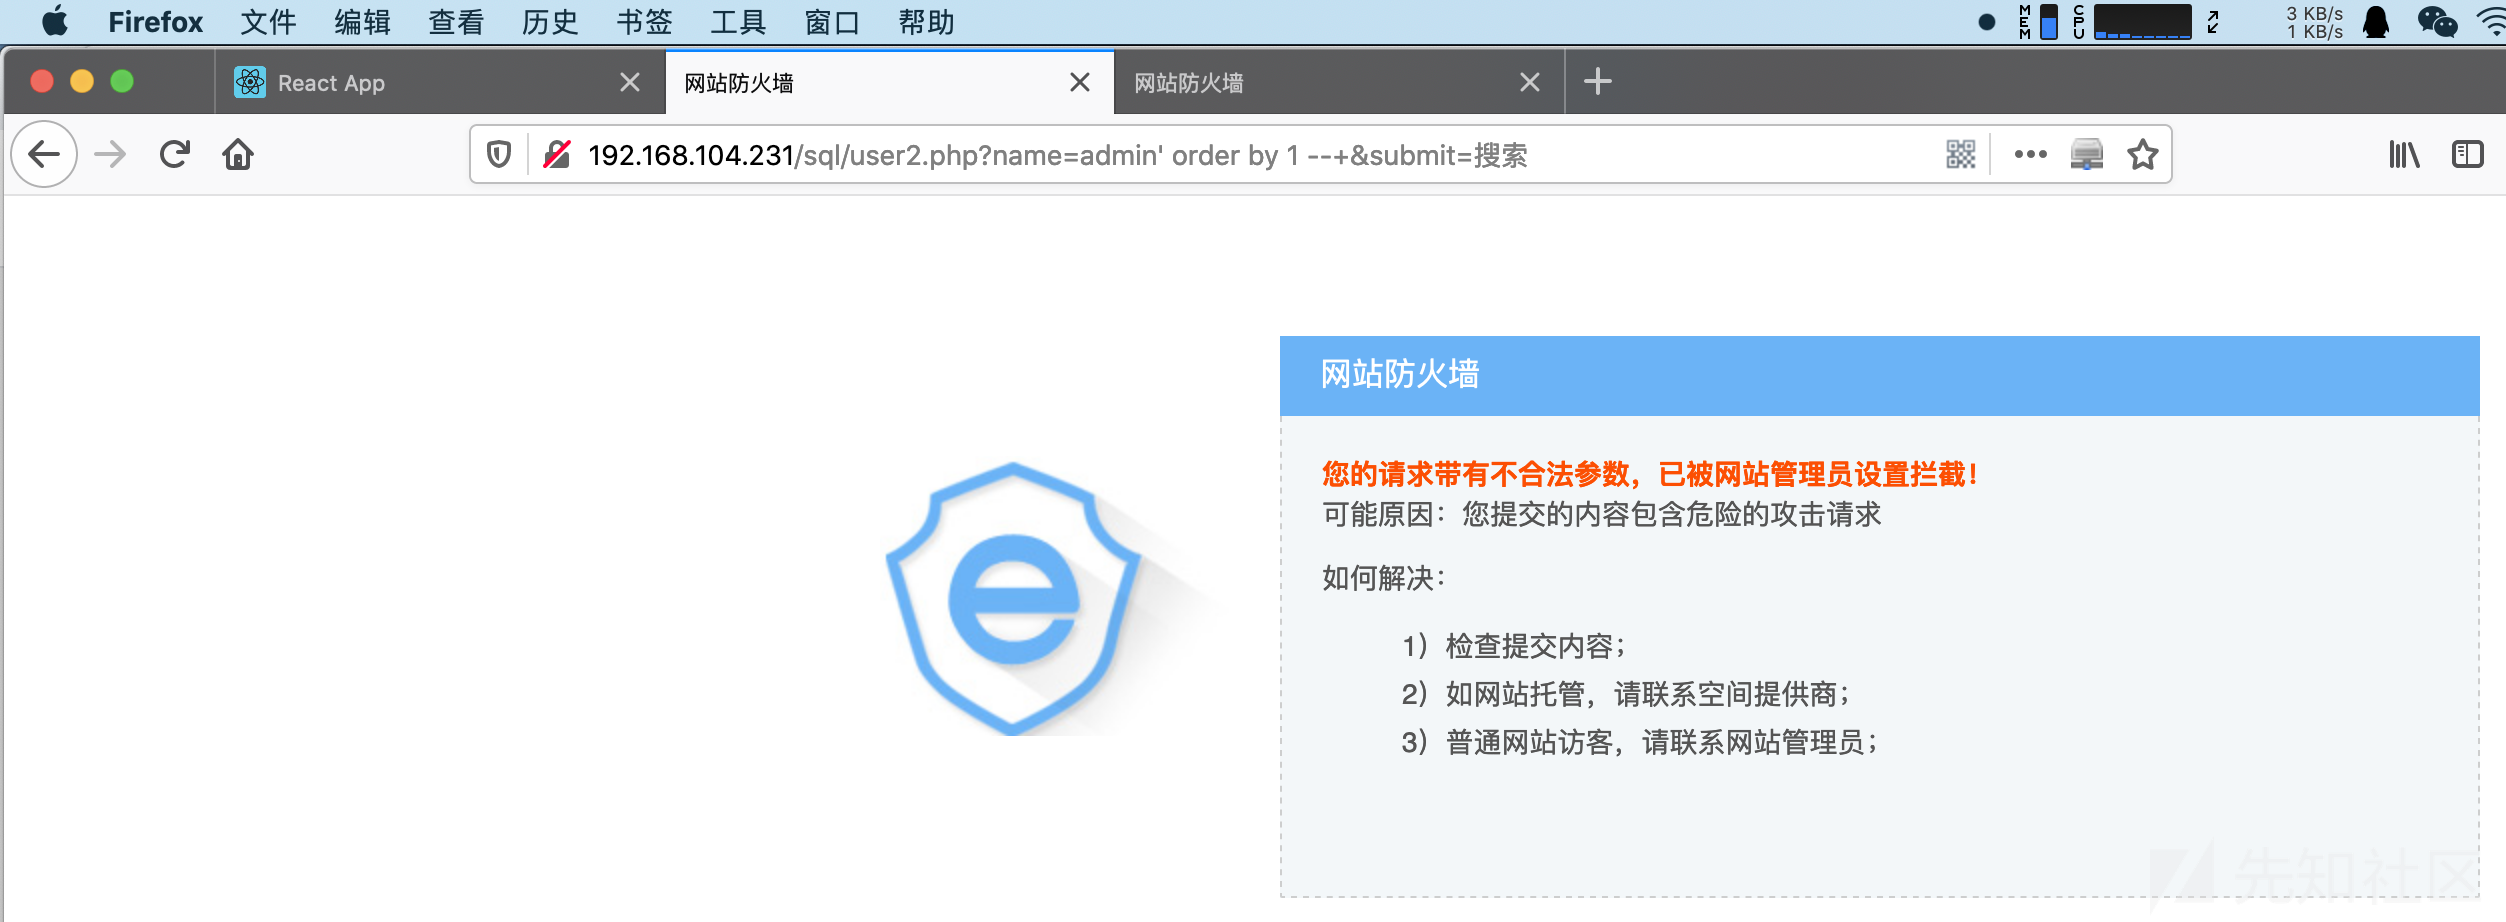 Firefox 文件 编辑 查看 历史 书签 工具 窗口 帮助 MEM CPU 3 KB/s
1 KB/s
React App 网站防火墙 网站防火墙
192.168.104.231/sql/user2.php?name=admin' order by 1 --+&submit=搜索
网站防火墙
您的请求带有不合法参数，已被网站管理员设置拦截！
可能原因：您提交的内容包含危险的攻击请求
如何解决：
1）检查提交内容；
2）如网站托管，请联系空间提供商；
3）普通网站访客，请联系网站管理员；
先知社区